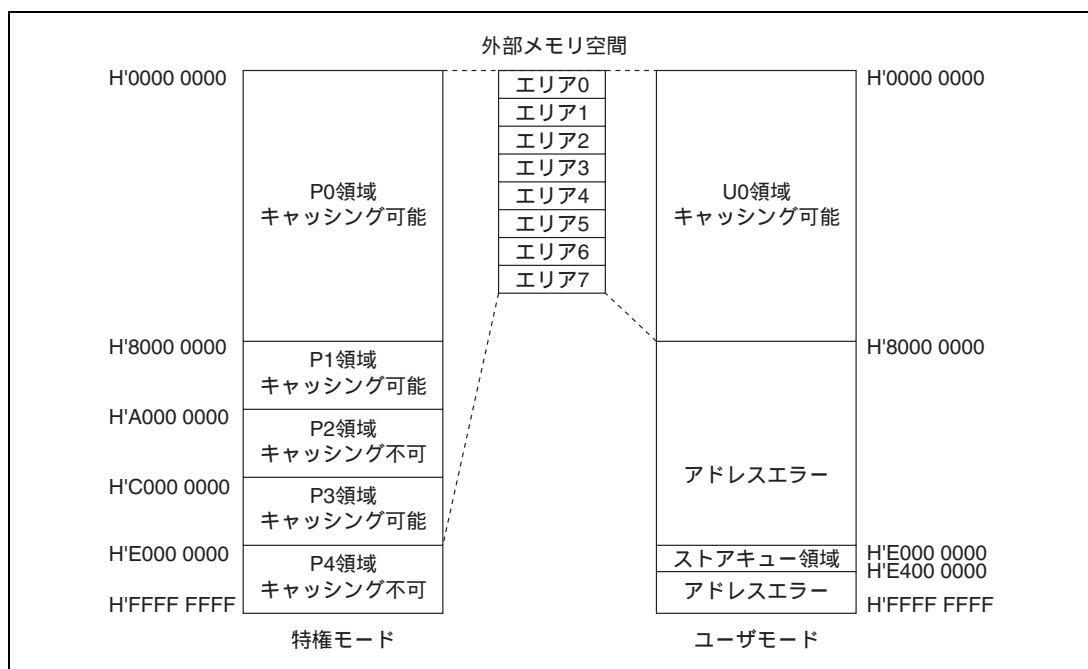 外部メモリ空間
H'0000 0000
エリア0
エリア1
エリア2
エリア3
エリア4
エリア5
エリア6
エリア7
H'0000 0000
P0領域
キャッシング可能
U0領域
キャッシング可能
H'8000 0000
P1領域
キャッシング可能
H'8000 0000
H'A000 0000
P2領域
キャッシング不可
H'C000 0000
P3領域
キャッシング可能
アドレスエラー
H'E000 0000
P4領域
キャッシング不可
H'FFFF FFFF
ストアキュー領域
H'E000 0000
H'E400 0000
アドレスエラー
H'FFFF FFFF
特権モード
ユーザモード